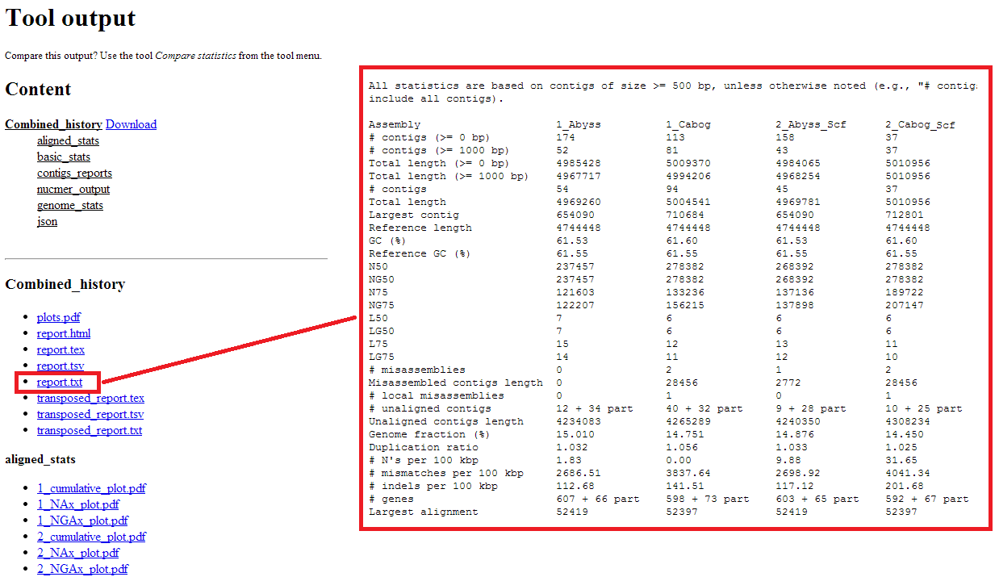 Tool output
Compare this output? Use the tool Compare statistics from the tool menu.
Content
Combined_history Download
aligned_stats
basic_stats
contigs_reports
nucmer_output
genome_stats
json
Combined_history
plots.pdf
report.html
report.tex
report.tsv
report.txt
transposed_report.tex
transposed_report.tsv
transposed_report.txt
aligned_stats
1_cumulative_plot.pdf
1_NAx_plot.pdf
1_NGAx_plot.pdf
2_cumulative_plot.pdf
2_NAx_plot.pdf
2_NGAx_plot.pdf
All statistics are based on contigs of size >= 500 bp, unless otherwise noted (e.g., "# contig
include all contigs).
Assembly 1_Abyss 1_Cabog 2_Abyss_Scf 2_Cabog_Scf
# contigs (>= 0 bp) 174 113 158 37
# contigs (>= 1000 bp) 52 81 43 37
Total length (>= 0 bp) 4985428 5009370 4984065 5010956
Total length (>= 1000 bp) 4967717 4994206 4968254 5010956
# contigs 54 94 45 37
Total length 4969260 5004541 4969781 5010956
Largest contig 654090 710684 654090 712801
Reference length 4744448 4744448 4744448 4744448
GC (%) 61.53 61.60 61.53 61.60
Reference GC (%) 61.55 61.55 61.55 61.55
N50 237457 278382 268392 278382
NG50 237457 278382 268392 278382
N75 121603 133236 137136 189722
NG75 122207 156215 137898 207147
L50 7 6 6 6
LG50 7 6 6 6
L75 15 12 13 11
LG75 14 11 12 10
# misassemblies 0 2 1 2
Misassembled contigs length 0 28456 2772 28456
# local misassemblies 0 1 0 1
# unaligned contigs 12 + 34 part 40 + 32 part 9 + 28 part 10 + 25 part
Unaligned contigs length 4234083 4265289 4240350 4308234
Genome fraction (%) 15.010 14.751 14.876 14.450
Duplication ratio 1.032 1.056 1.033 1.025
# N's per 100 kbp 1.83 0.00 9.88 31.65
# mismatches per 100 kbp 2686.51 3837.64 2698.92 4041.34
# indels per 100 kbp 112.68 141.51 117.12 201.68
# genes 607 + 66 part 598 + 73 part 603 + 65 part 592 + 67 part
Largest alignment 52419 52397 52419 52397